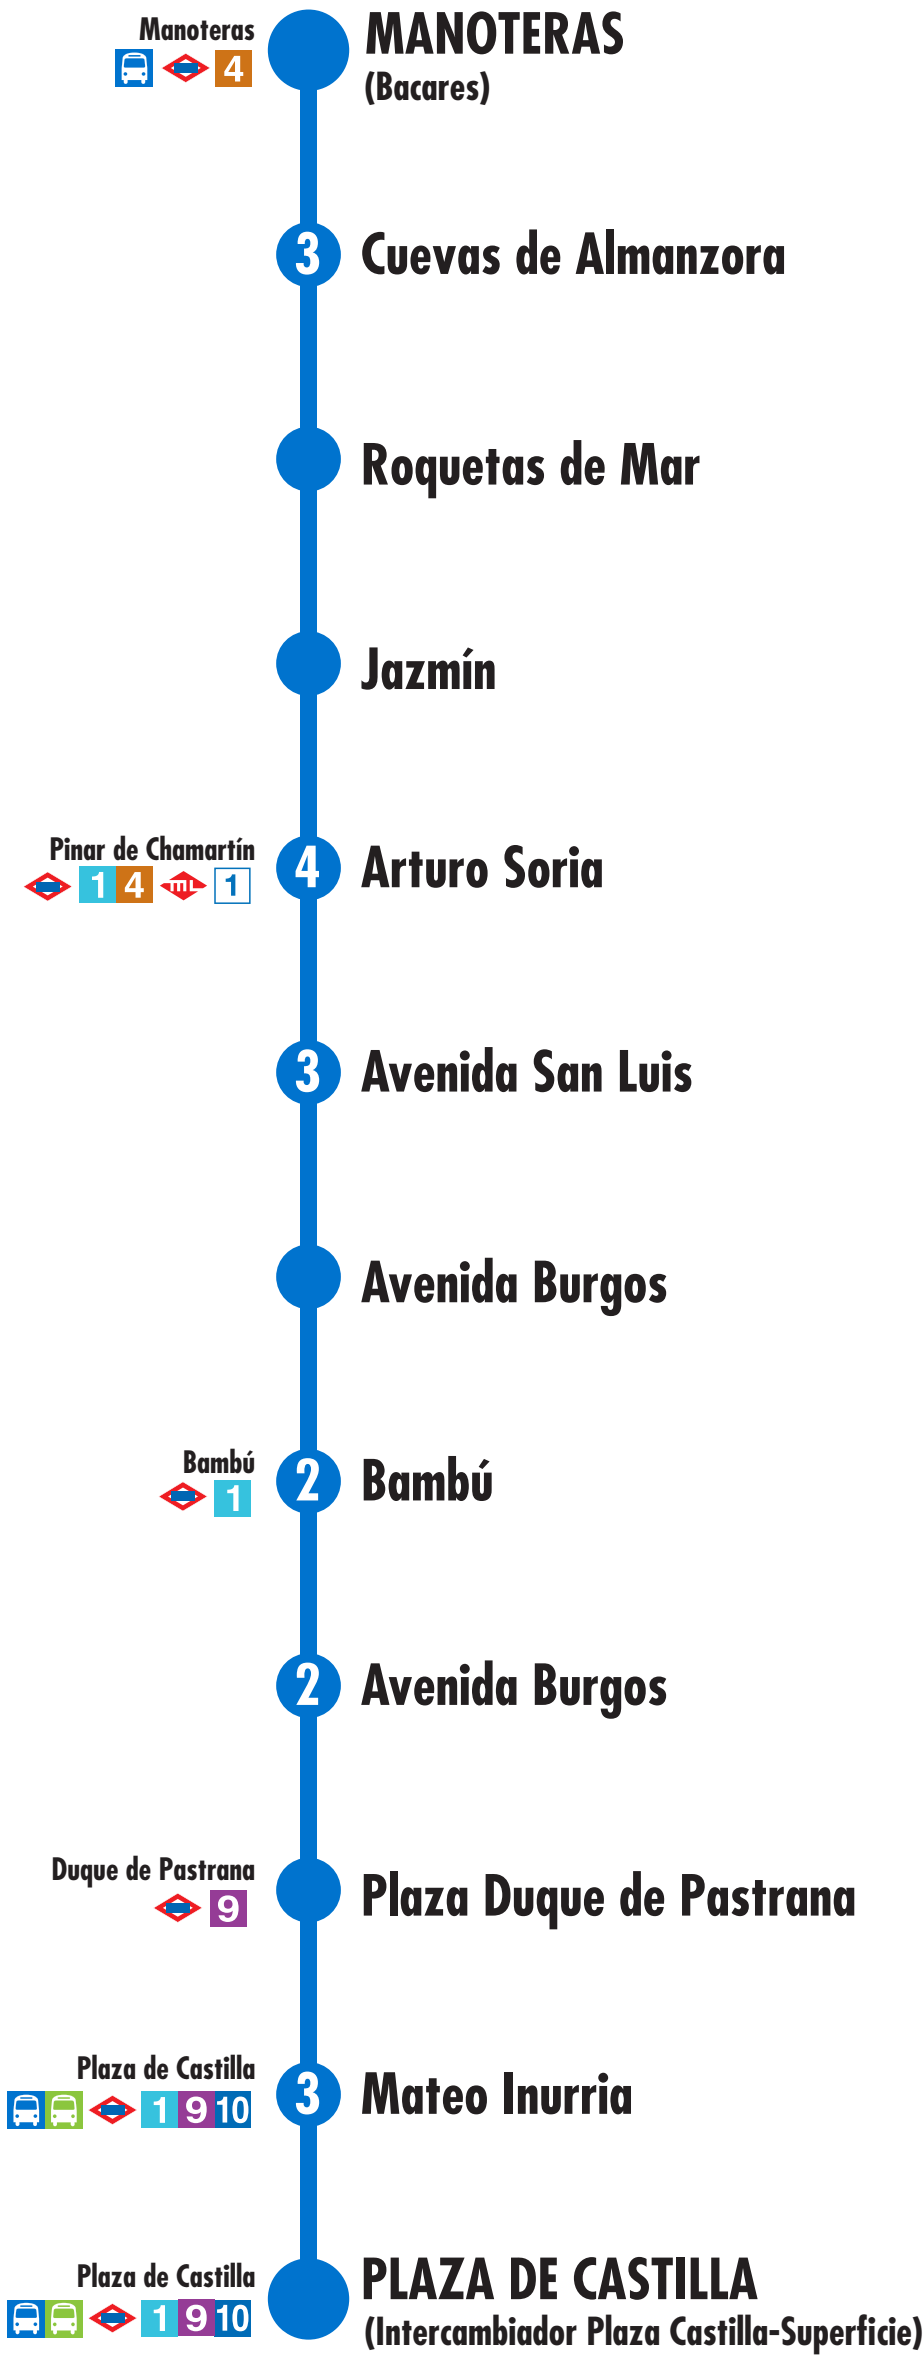 Manoteras
4
MANOTERAS
(Bacares)
3
Cuevas de Almanzora
Roquetas de Mar
Jazmín
Pinar de Chamartín
1 4 ML 1
4
Arturo Soria
3
Avenida San Luis
Avenida Burgos
Bambú
1
2
Bambú
2
Avenida Burgos
Duque de Pastrana
9
Plaza Duque de Pastrana
Plaza de Castilla
1 9 10
3
Mateo Inurria
Plaza de Castilla
1 9 10
PLAZA DE CASTILLA
(Intercambiador Plaza Castilla-Superficie)